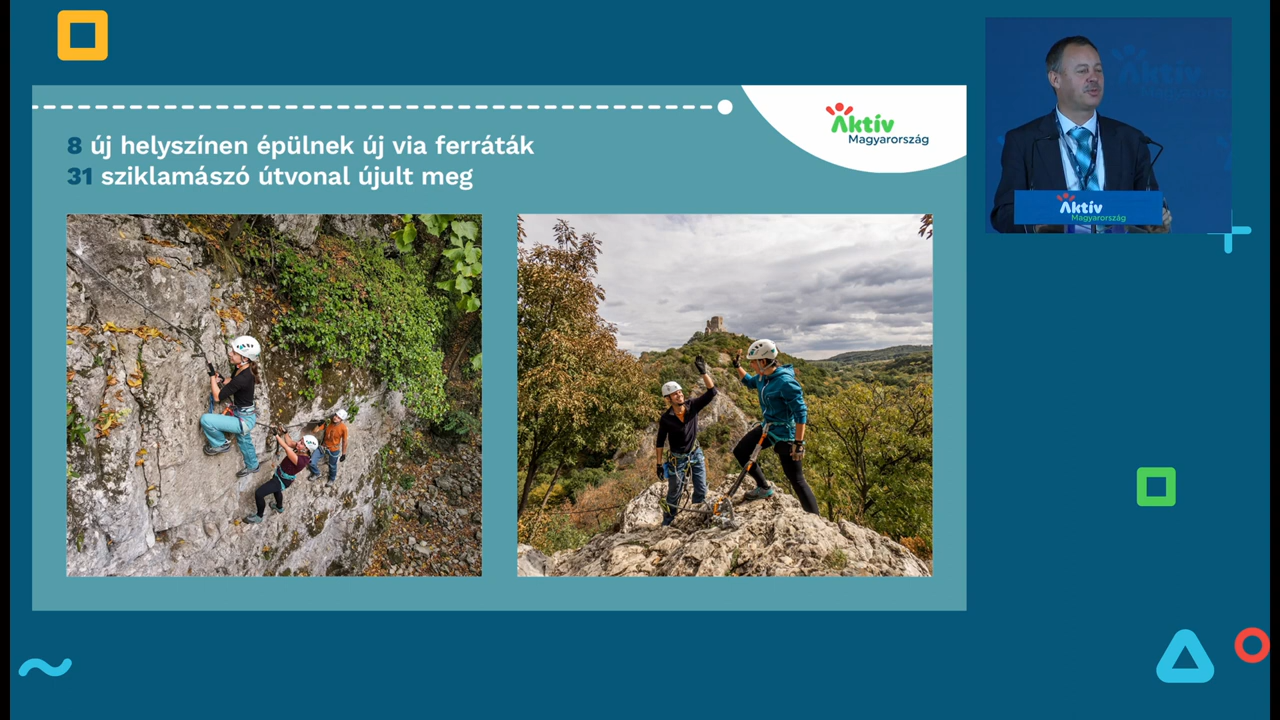 8 új helyszínen épülnek új via ferráták
31 sziklamászó útvonal újult meg
Aktív
Magyarország
Aktív
Magyarország